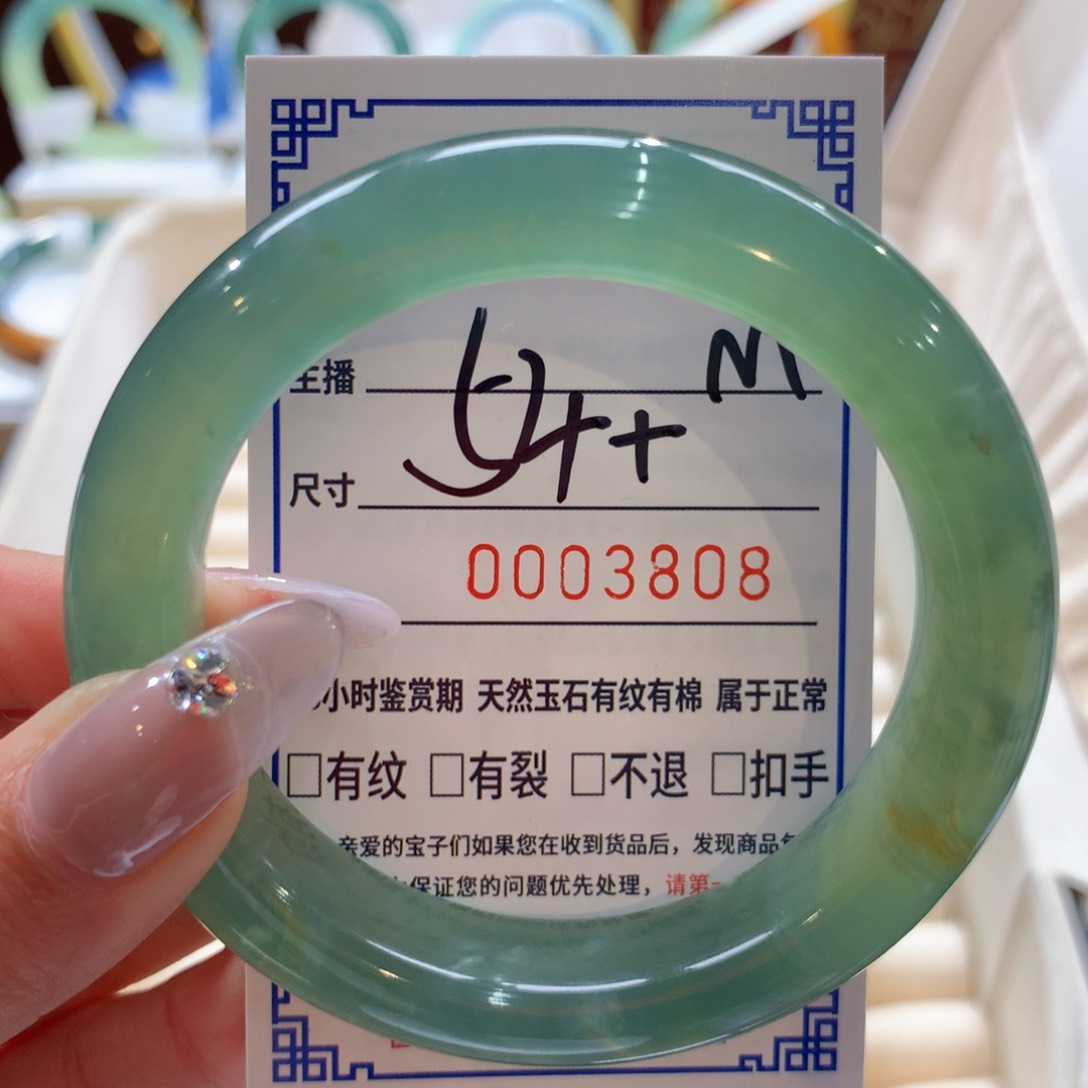 主播 M
尺寸 54++
0003808
小时鉴赏期 天然玉石有纹有棉 属于正常
□有纹 □有裂 □不退 □扣手
亲爱的宝子们如果您在收到货品后，发现商品
保证您的问题优先处理，请第一